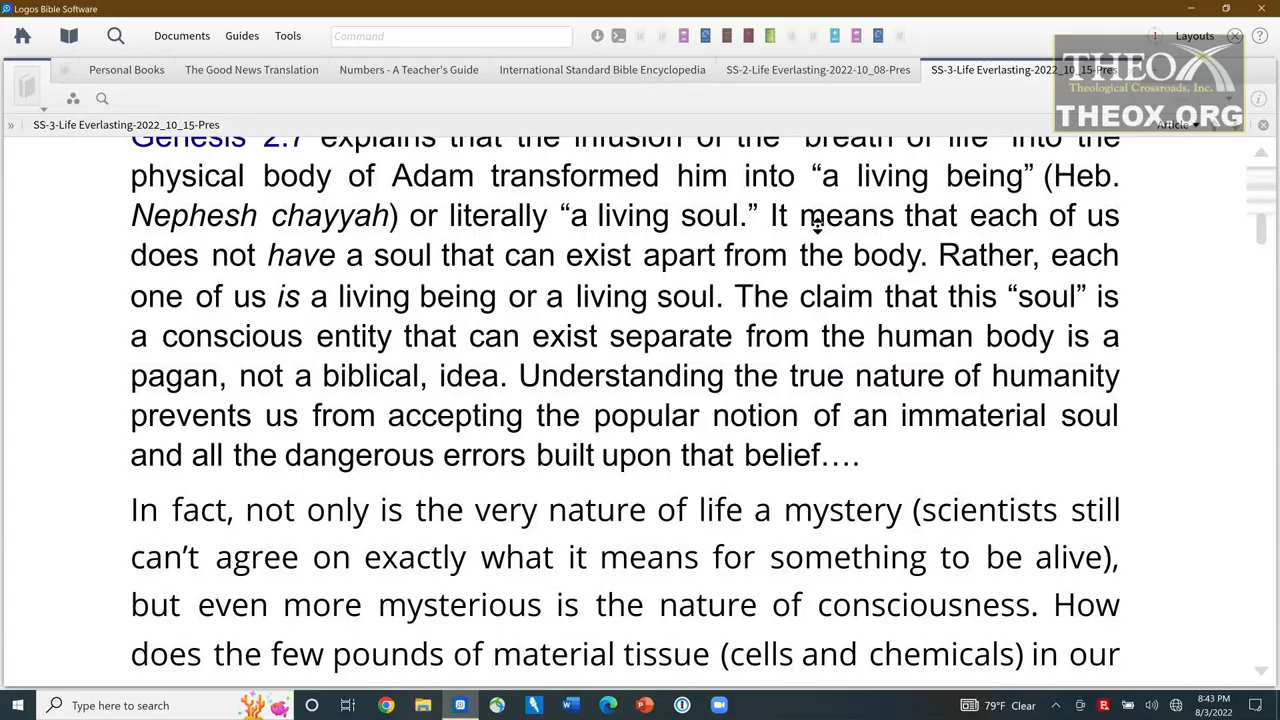 Logos Bible Software
Documents Guides Tools Command Layouts
THEOX
Theological Crossroads, Inc.
THEOX.ORG
Personal Books The Good News Translation International Standard Bible Encyclopedia SS-2-Life Everlasting-2022-10_08-Pres SS-3-Life Everlasting-2022_10_15-Pres
SS-3-Life Everlasting-2022_10_15-Pres Article
Genesis 2:7 explains that the infusion of the “breath of life” into the
physical body of Adam transformed him into “a living being” (Heb.
Nephesh chayyah) or literally “a living soul.” It means that each of us
does not have a soul that can exist apart from the body. Rather, each
one of us is a living being or a living soul. The claim that this “soul” is
a conscious entity that can exist separate from the human body is a
pagan, not a biblical, idea. Understanding the true nature of humanity
prevents us from accepting the popular notion of an immaterial soul
and all the dangerous errors built upon that belief….
In fact, not only is the very nature of life a mystery (scientists still
can’t agree on exactly what it means for something to be alive),
but even more mysterious is the nature of consciousness. How
does the few pounds of material tissue (cells and chemicals) in our
Type here to search
79°F Clear
8:43 PM
8/3/2022